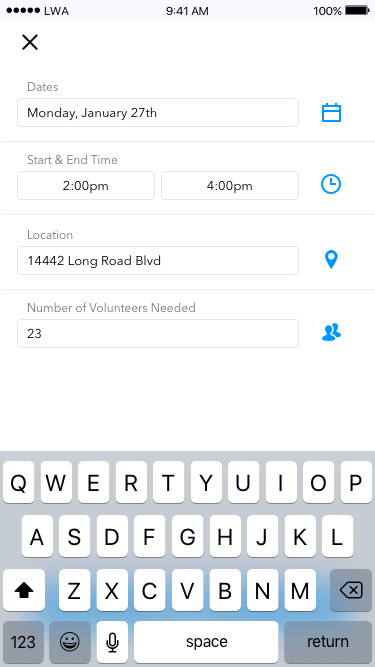 LWA 9:41 AM 100%
Dates
Monday, January 27th
Start & End Time
2:00pm 4:00pm
Location
14442 Long Road Blvd
Number of Volunteers Needed
23
Q W E R T Y U I O P
A S D F G H J K L
Z X C V B N M
123 space return